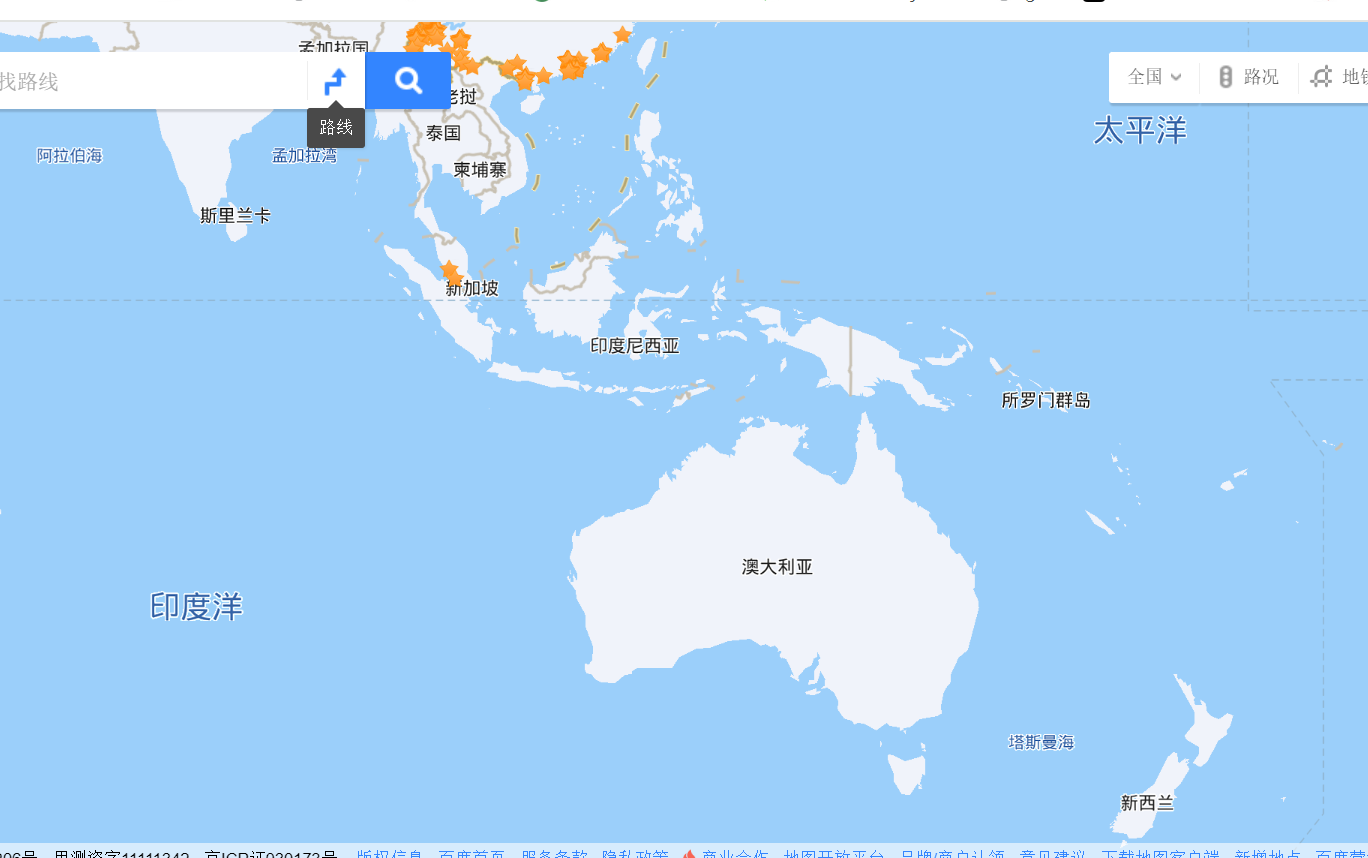 孟加拉国
找路线
全国
路况
地铁
老挝
路线
太平洋
泰国
阿拉伯海
孟加拉湾
柬埔寨
斯里兰卡
新加坡
印度尼西亚
所罗门群岛
澳大利亚
印度洋
塔斯曼海
新西兰
甲测资字11111342 京ICP证030173号 版权信息 百度首页 服务条款 隐私政策 商业合作 地图开放平台 品牌/商户认领 意见建议 下载地图客户端 新增地点 百度营